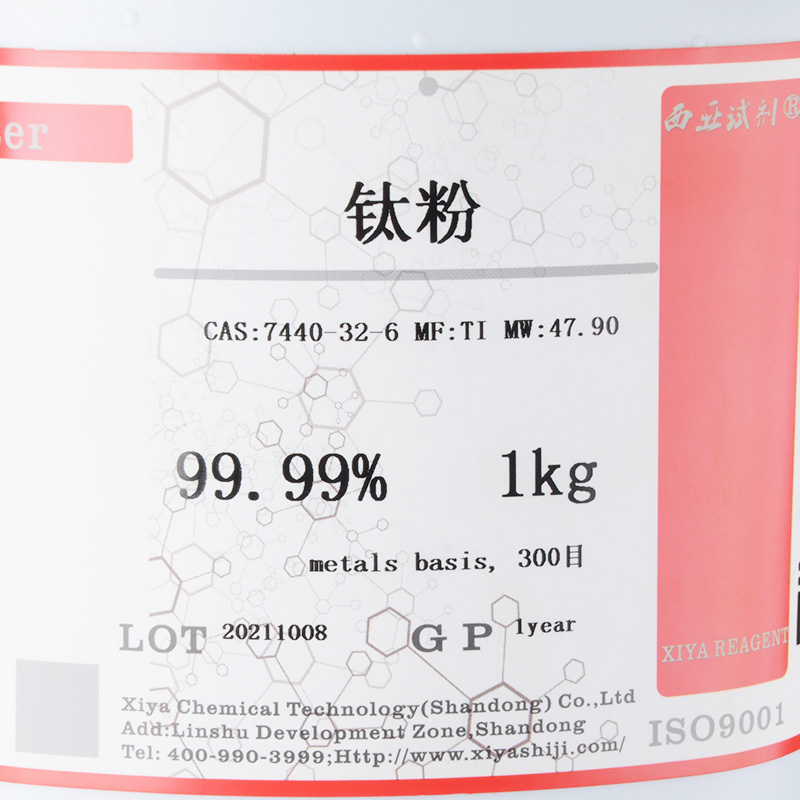 er
西亚试剂®
钛粉
CAS:7440-32-6 MF:TI MW:47.90
99.99% 1kg
metals basis, 300目
LOT 20211008 G P 1year
XIYA REAGENT
Xiya Chemical Technology(Shandong) Co.,Ltd
Add:Linshu Development Zone,Shandong
Tel: 400-990-3999;Http://www.xiyashiji.com/
ISO9001